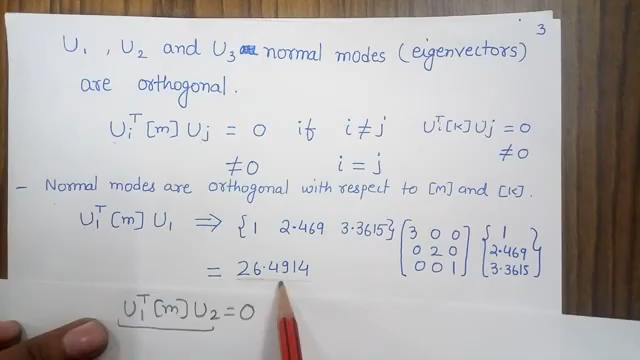 3
U₁ , U₂ and U₃ normal modes (eigenvectors)
are orthogonal.
Uᵢᵀ [m] Uⱼ = 0 if i ≠ j Uᵢᵀ [K] Uⱼ = 0
≠ 0 i = j ≠ 0
- Normal modes are orthogonal with respect to [m] and [K].
U₁ᵀ [m] U₁ ⇒ {1 2.469 3.3615} [3 0 0 {1
0 2 0 2.469
0 0 1] 3.3615}
= 26.4914
U₁ᵀ [m] U₂ = 0